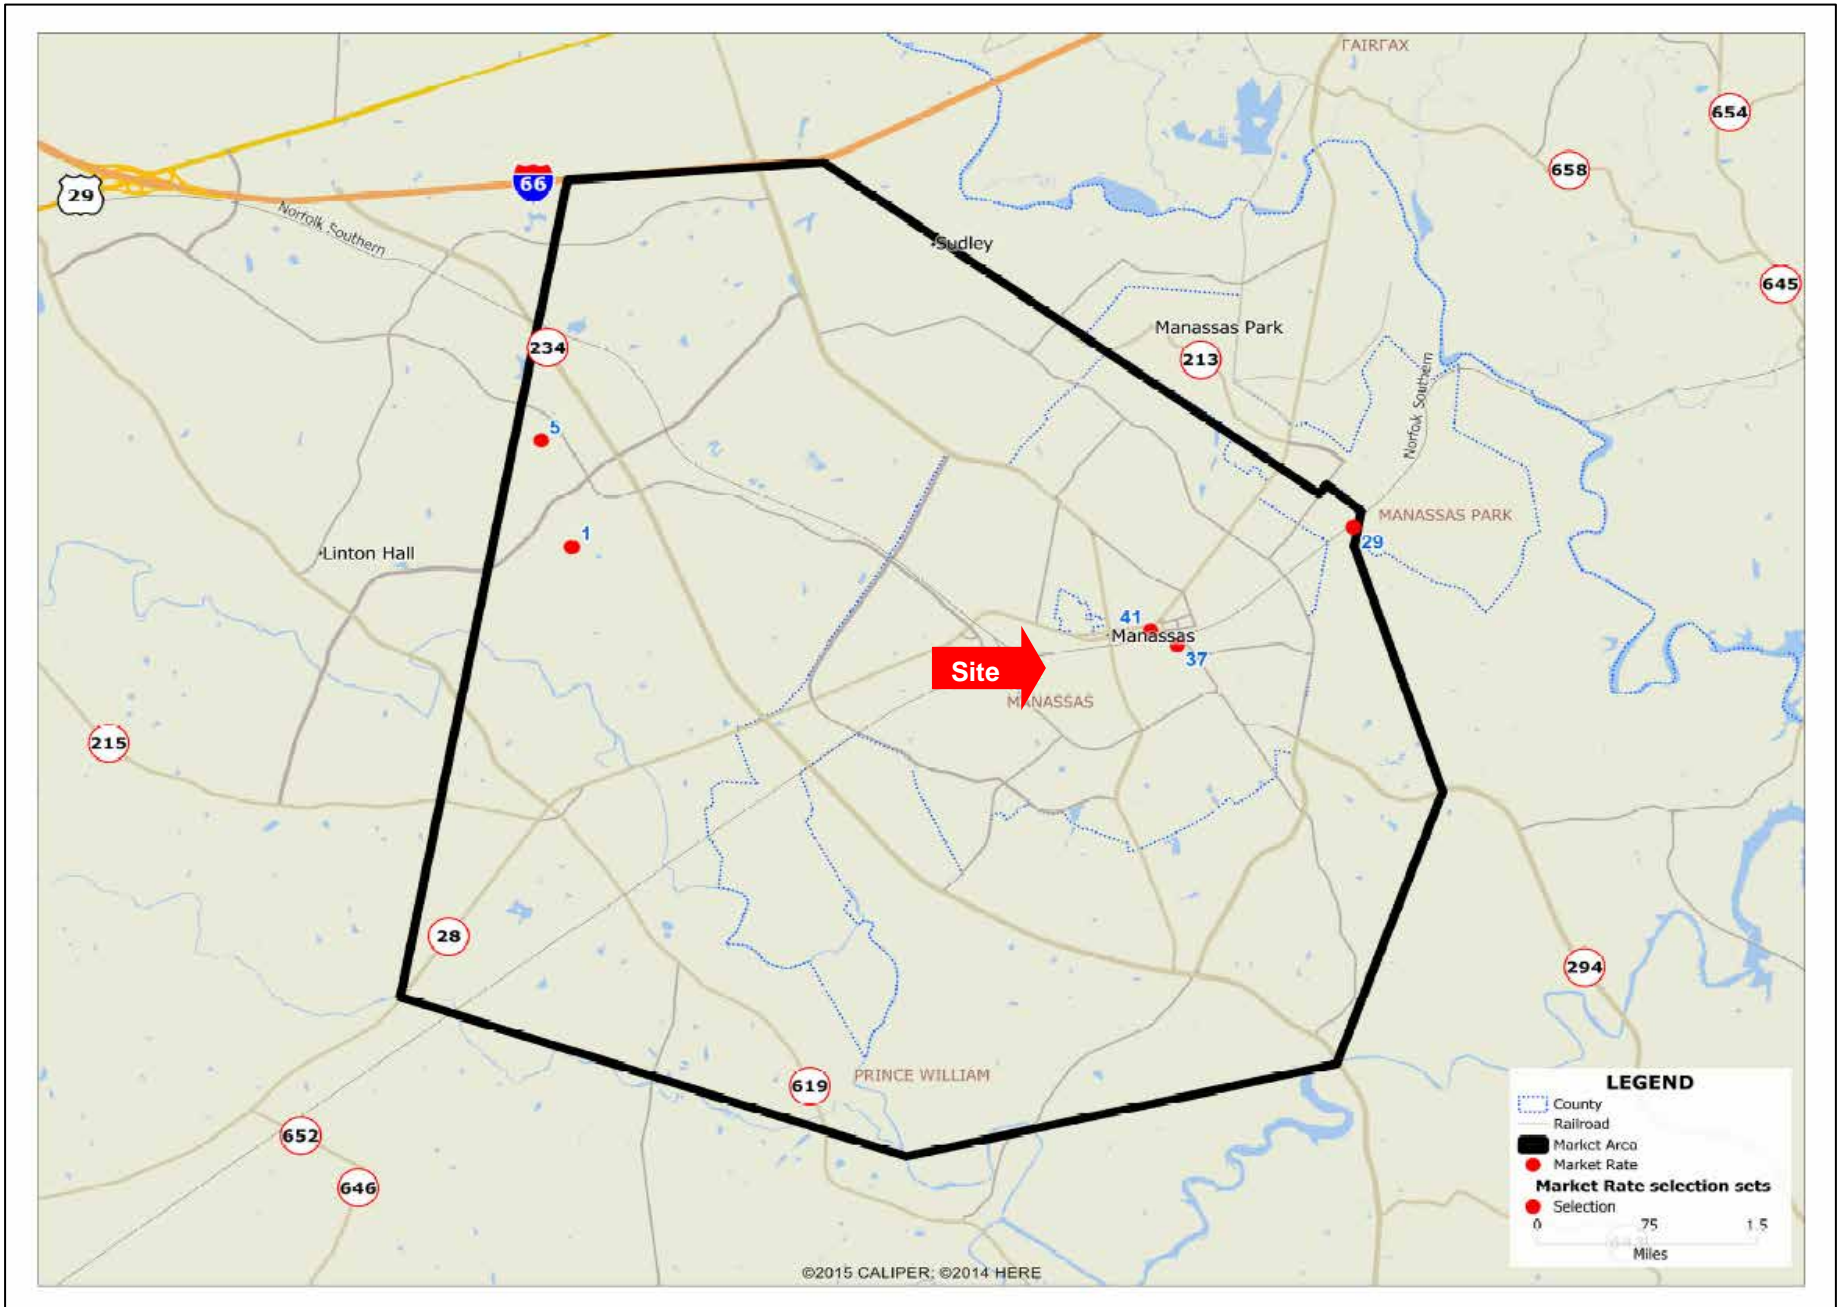 FAIRFAX
654
658
66
29
Norfolk Southern
Sudley
645
Manassas Park
213
234
Norfolk Southern
5
MANASSAS PARK
1
29
Linton Hall
41
Manassas
37
Site
MANASSAS
215
28
294
PRINCE WILLIAM
619
652
646
LEGEND
County
Railroad
Market Area
Market Rate
Market Rate selection sets
Selection
0 .75 1.5
Miles
©2015 CALIPER; ©2014 HERE